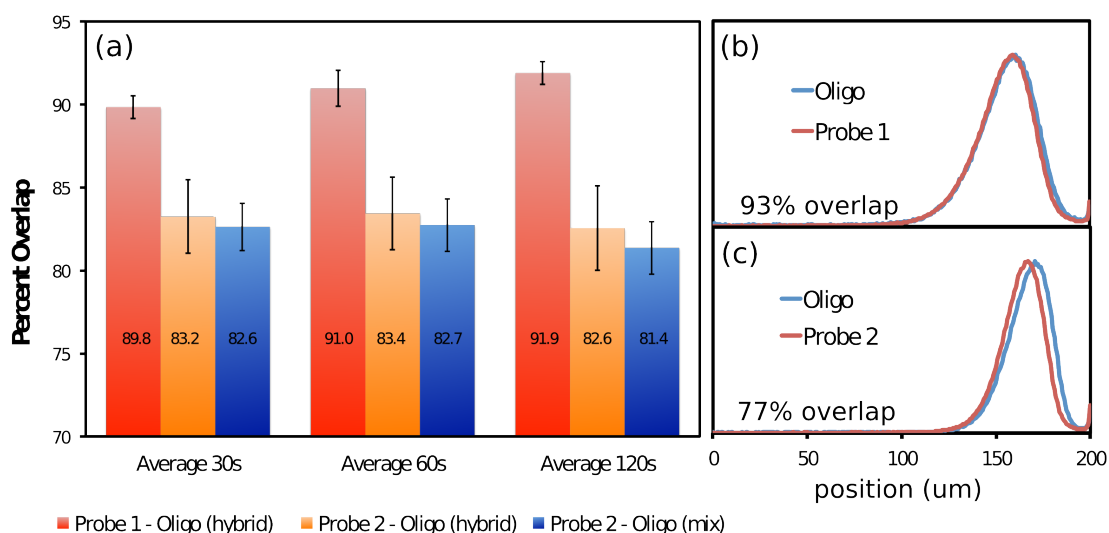 (a)
95
90
85
80
75
70
Percent Overlap
89.8 83.2 82.6
91.0 83.4 82.7
91.9 82.6 81.4
Average 30s Average 60s Average 120s
Probe 1 - Oligo (hybrid) Probe 2 - Oligo (hybrid) Probe 2 - Oligo (mix)
(b)
Oligo
Probe 1
93% overlap
(c)
Oligo
Probe 2
77% overlap
0 50 100 150 200
position (um)